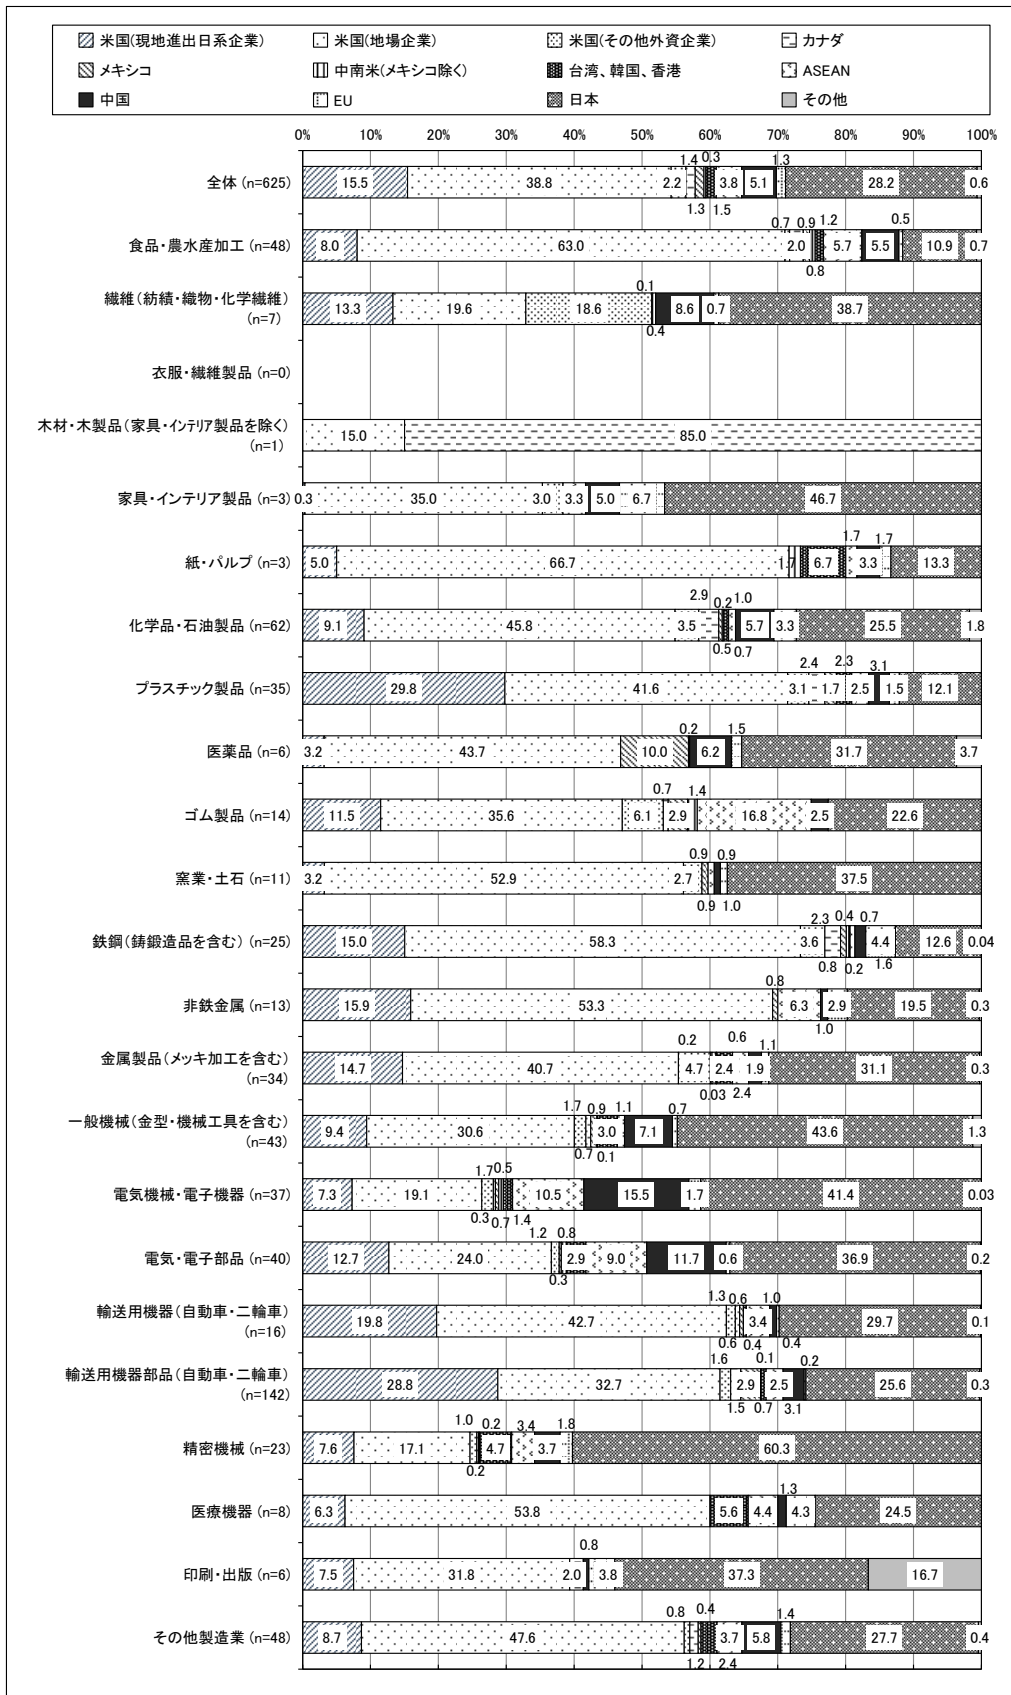 米国(現地進出日系企業) 米国(地場企業) 米国(その他外資企業) カナダ
メキシコ 中南米(メキシコ除く) 台湾、韓国、香港 ASEAN
中国 EU 日本 その他
0% 10% 20% 30% 40% 50% 60% 70% 80% 90% 100%
1.4 0.3 1.3
全体 (n=625) 15.5 38.8 2.2 3.8 5.1 28.2 0.6
1.3 1.5
0.7 0.9 1.2 0.5
食品・農水産加工 (n=48) 8.0 63.0 2.0 5.7 5.5 10.9 0.7
0.8
0.1
繊維(紡績・織物・化学繊維)
(n=7) 13.3 19.6 18.6 8.6 0.7 38.7
0.4
衣服・繊維製品 (n=0)
木材・木製品(家具・インテリア製品を除く)
(n=1) 15.0 85.0
家具・インテリア製品 (n=3) 0.3 35.0 3.0 3.3 5.0 6.7 46.7
1.7 1.7
紙・パルプ (n=3) 5.0 66.7 1.7 6.7 3.3 13.3
2.9 0.2 1.0
化学品・石油製品 (n=62) 9.1 45.8 3.5 5.7 3.3 25.5 1.8
0.5 0.7
2.4 2.3 3.1
プラスチック製品 (n=35) 29.8 41.6 3.1 1.7 2.5 1.5 12.1
0.2 1.5
医薬品 (n=6) 3.2 43.7 10.0 6.2 31.7 3.7
0.7 1.4
ゴム製品 (n=14) 11.5 35.6 6.1 2.9 16.8 2.5 22.6
0.9 0.9
窯業・土石 (n=11) 3.2 52.9 2.7 37.5
0.9 1.0
2.3 0.4 0.7
鉄鋼(鋳鍛造品を含む) (n=25) 15.0 58.3 3.6 4.4 12.6 0.04
0.8 0.2 1.6
0.8
非鉄金属 (n=13) 15.9 53.3 6.3 2.9 19.5 0.3
1.0
0.2 0.6 1.1
金属製品(メッキ加工を含む)
(n=34) 14.7 40.7 4.7 2.4 1.9 31.1 0.3
0.03 2.4
1.7 0.9 1.1 0.7
一般機械(金型・機械工具を含む)
(n=43) 9.4 30.6 3.0 7.1 43.6 1.3
0.7 0.1
1.7 0.5
電気機械・電子機器 (n=37) 7.3 19.1 10.5 15.5 1.7 41.4 0.03
0.3 0.7 1.4
1.2 0.8
電気・電子部品 (n=40) 12.7 24.0 2.9 9.0 11.7 0.6 36.9 0.2
0.3
1.3 0.6 1.0
輸送用機器(自動車・二輪車)
(n=16) 19.8 42.7 3.4 29.7 0.1
0.6 0.4 0.4
1.6 0.1 0.2
輸送用機器部品(自動車・二輪車)
(n=142) 28.8 32.7 2.9 2.5 25.6 0.3
1.5 0.7 3.1
1.0 0.2 3.4 1.8
精密機械 (n=23) 7.6 17.1 4.7 3.7 60.3
0.2
1.3
医療機器 (n=8) 6.3 53.8 5.6 4.4 4.3 24.5
0.8
印刷・出版 (n=6) 7.5 31.8 2.0 3.8 37.3 16.7
0.8 0.4 1.4
その他製造業 (n=48) 8.7 47.6 3.7 5.8 27.7 0.4
1.2 2.4